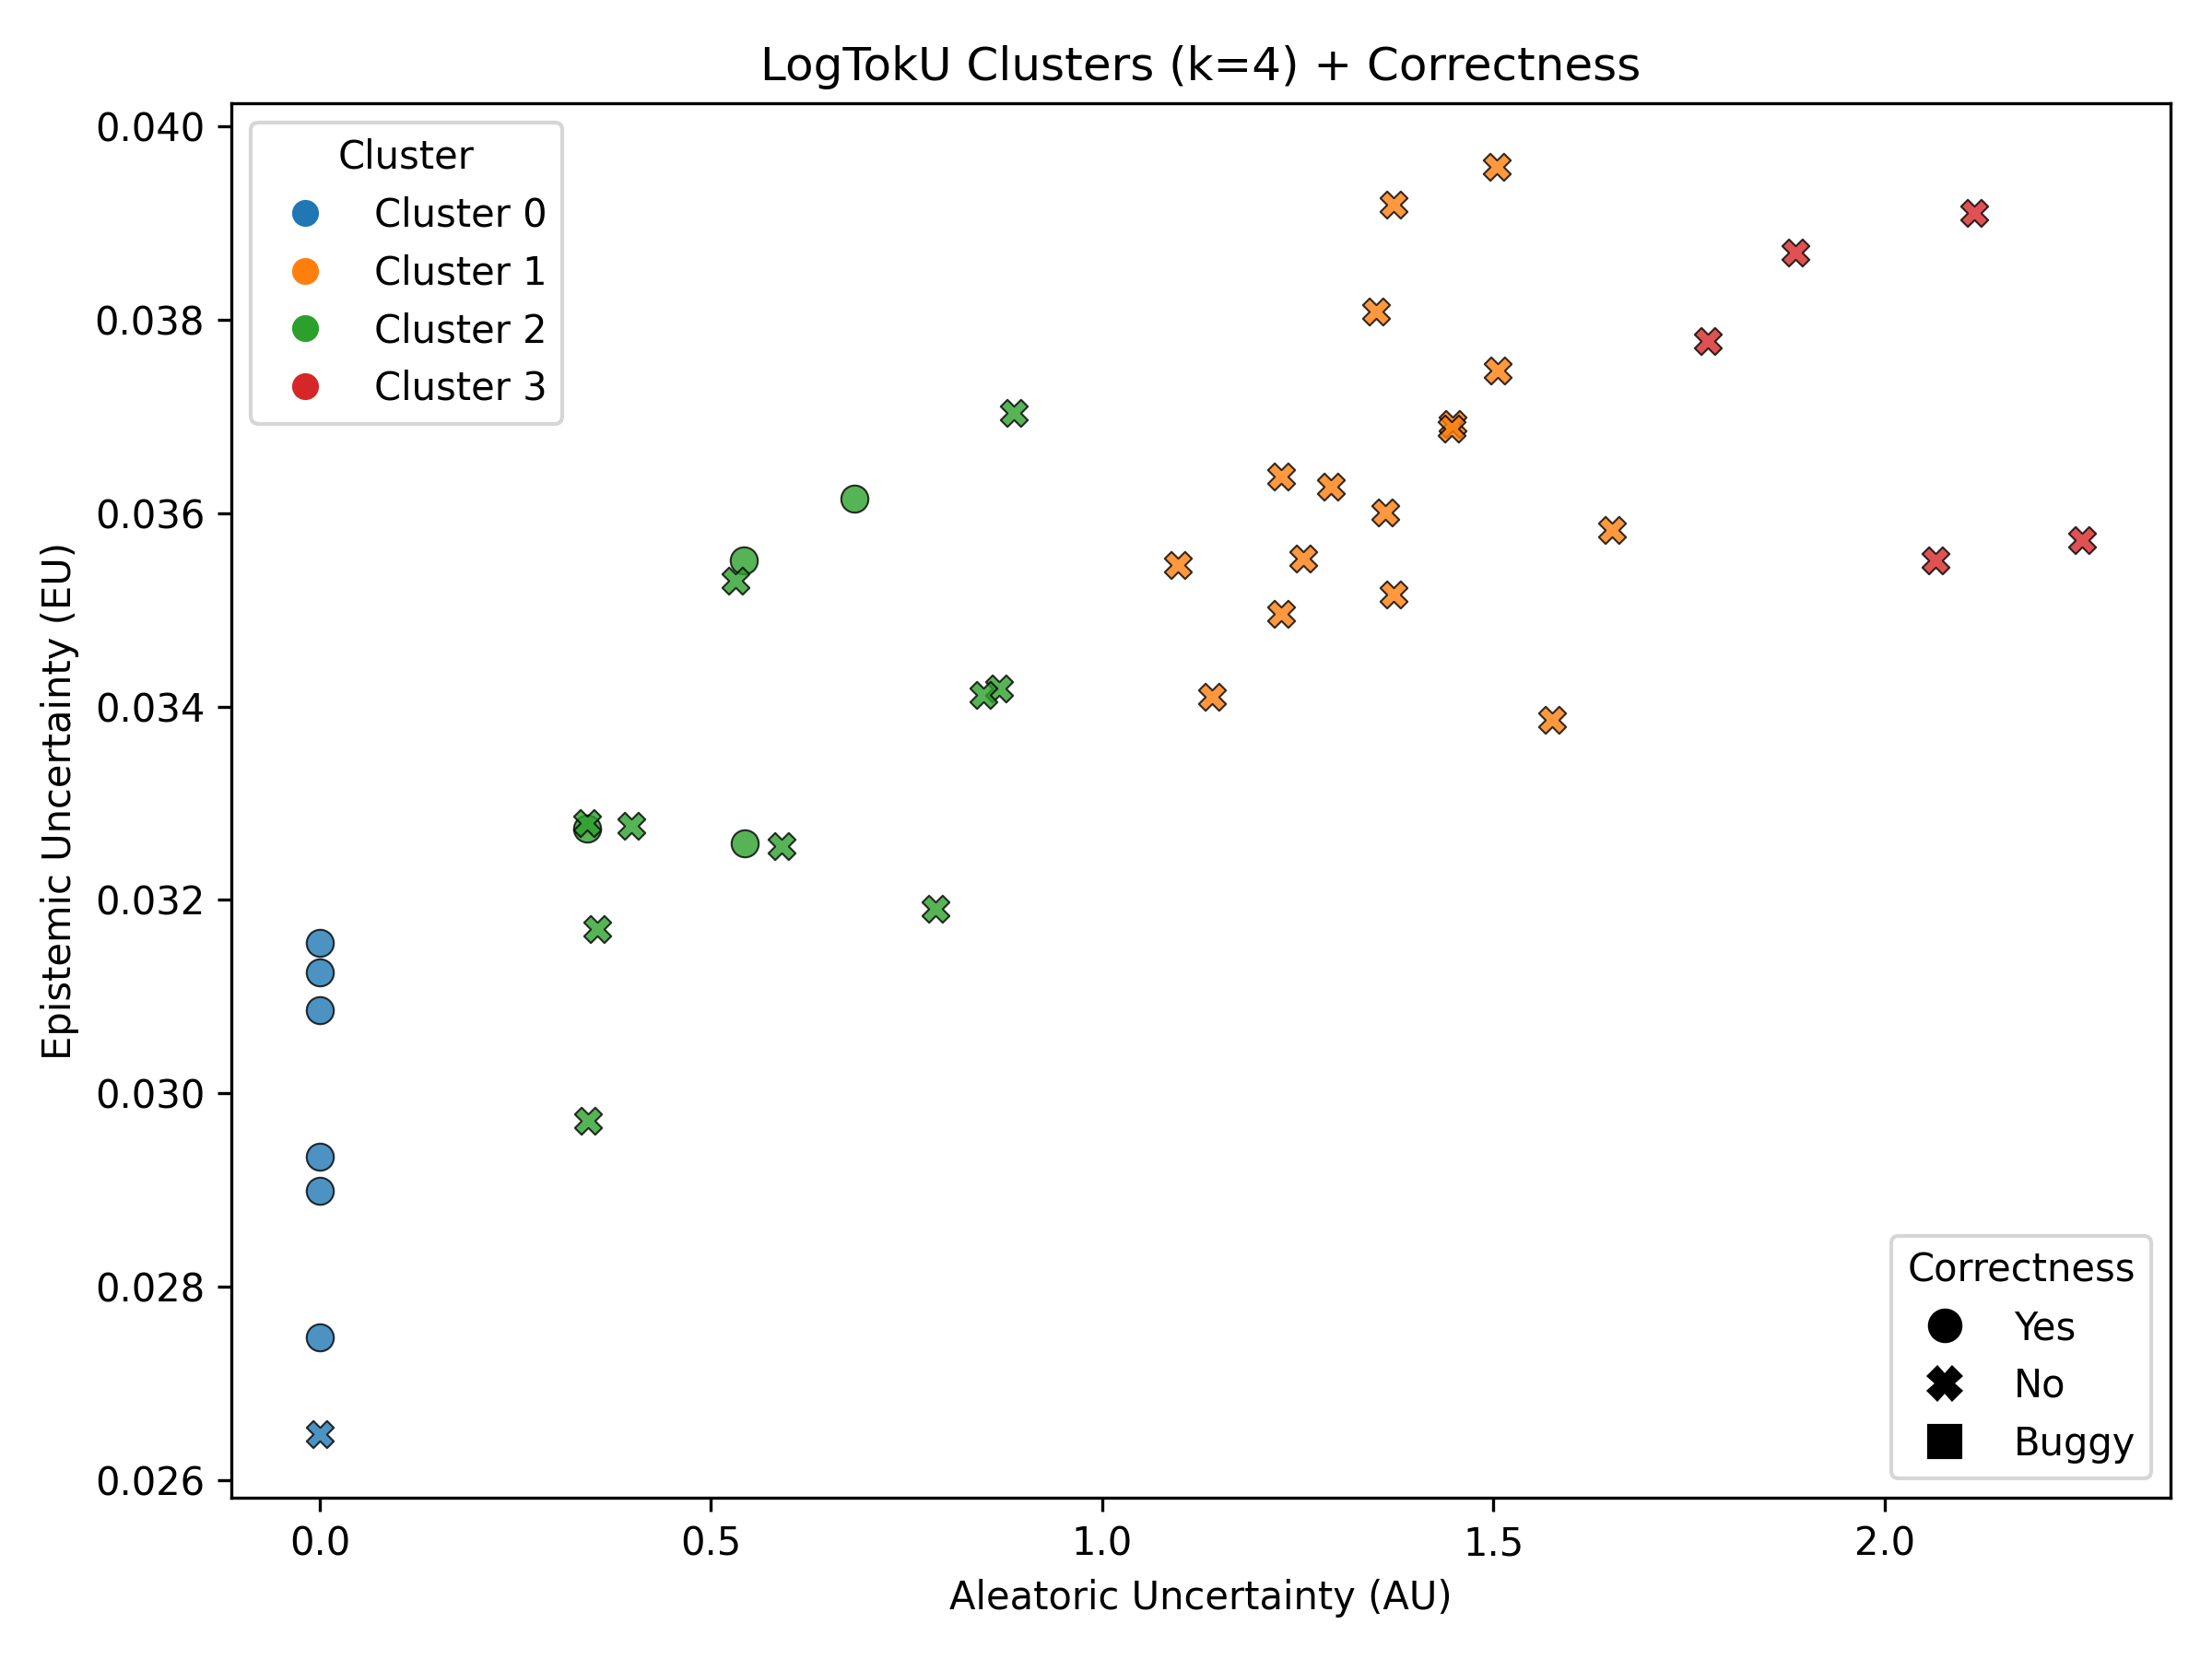 LogTokU Clusters (k=4) + Correctness
Epistemic Uncertainty (EU)
0.040
0.038
0.036
0.034
0.032
0.030
0.028
0.026
Cluster
Cluster 0
Cluster 1
Cluster 2
Cluster 3
Correctness
Yes
No
Buggy
0.0 0.5 1.0 1.5 2.0
Aleatoric Uncertainty (AU)